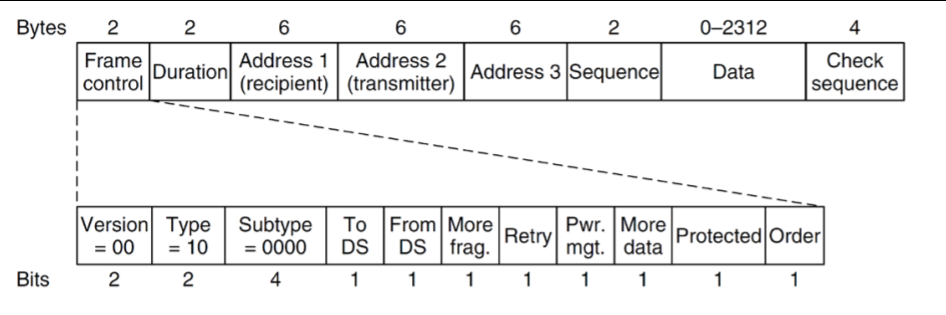 Bytes 2 2 6 6 6 2 0–2312 4
Frame control Duration Address 1 (recipient) Address 2 (transmitter) Address 3 Sequence Data Check sequence
Version = 00 Type = 10 Subtype = 0000 To DS From DS More frag. Retry Pwr. mgt. More data Protected Order
Bits 2 2 4 1 1 1 1 1 1 1 1